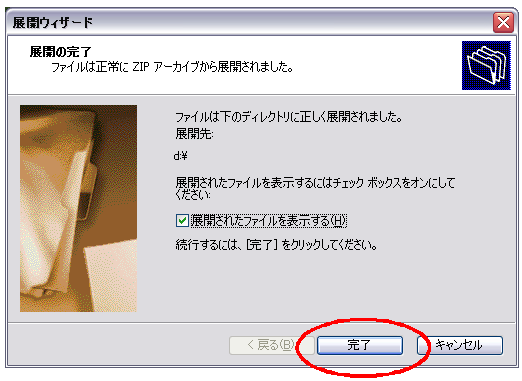 展開ウィザード
展開の完了
ファイルは正常に ZIP アーカイブから展開されました。
ファイルは下のディレクトリに正しく展開されました。
展開先:
d¥
展開されたファイルを表示するにはチェック ボックスをオンにして
ください:
展開されたファイルを表示する(H)
続行するには、[完了] をクリックしてください。
< 戻る(B)
完了
キャンセル